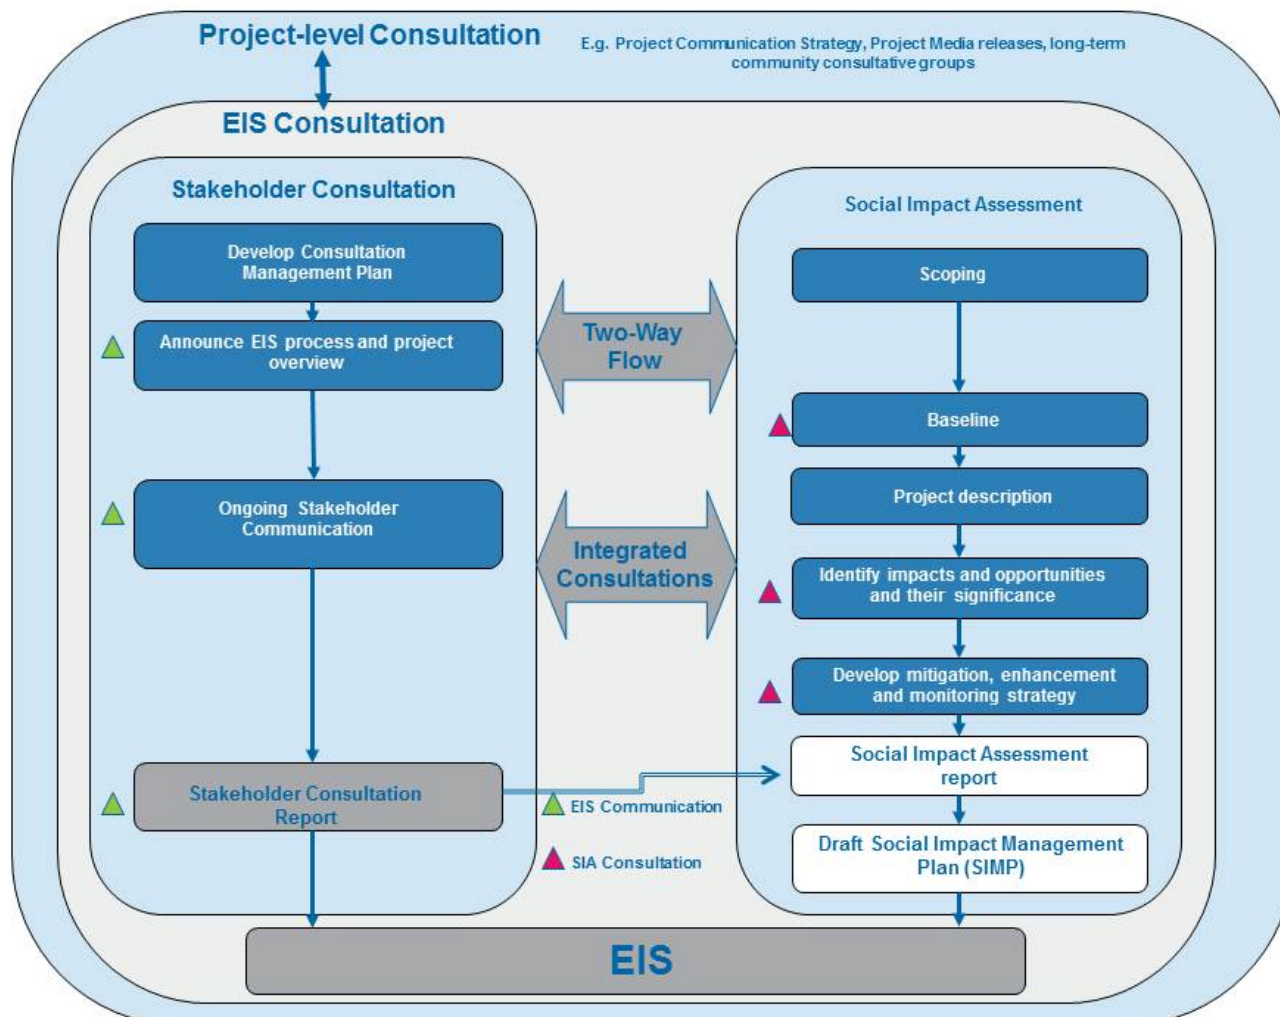 Project-level Consultation
E.g. Project Communication Strategy, Project Media releases, long-term
community consultative groups
EIS Consultation
Stakeholder Consultation
Develop Consultation
Management Plan
Announce EIS process and project
overview
Ongoing Stakeholder
Communication
Stakeholder Consultation
Report
Two-Way
Flow
Integrated
Consultations
EIS Communication
SIA Consultation
Social Impact Assessment
Scoping
Baseline
Project description
Identify impacts and opportunities
and their significance
Develop mitigation, enhancement
and monitoring strategy
Social Impact Assessment
report
Draft Social Impact Management
Plan (SIMP)
EIS